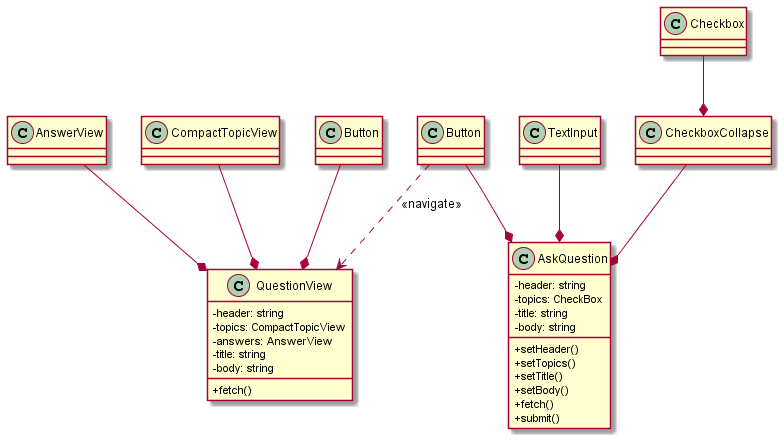 C Checkbox
C AnswerView
C CompactTopicView
C Button
C Button
C TextInput
C CheckboxCollapse
«navigate»
C QuestionView
-header: string
-topics: CompactTopicView
-answers: AnswerView
-title: string
-body: string
+fetch()
C AskQuestion
-header: string
-topics: CheckBox
-title: string
-body: string
+setHeader()
+setTopics()
+setTitle()
+setBody()
+fetch()
+submit()